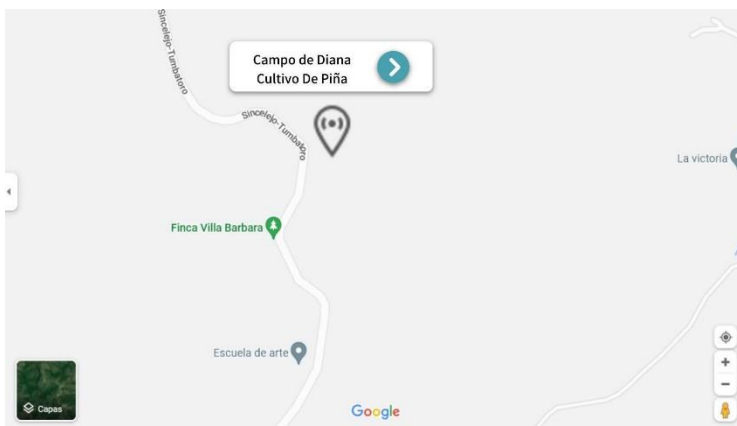 Sincelejo-Tumbatoro
Campo de Diana
Cultivo De Piña
Sincelejo-Tumbatoro
La victoria
Finca Villa Barbara
Escuela de arte
Capas
Google